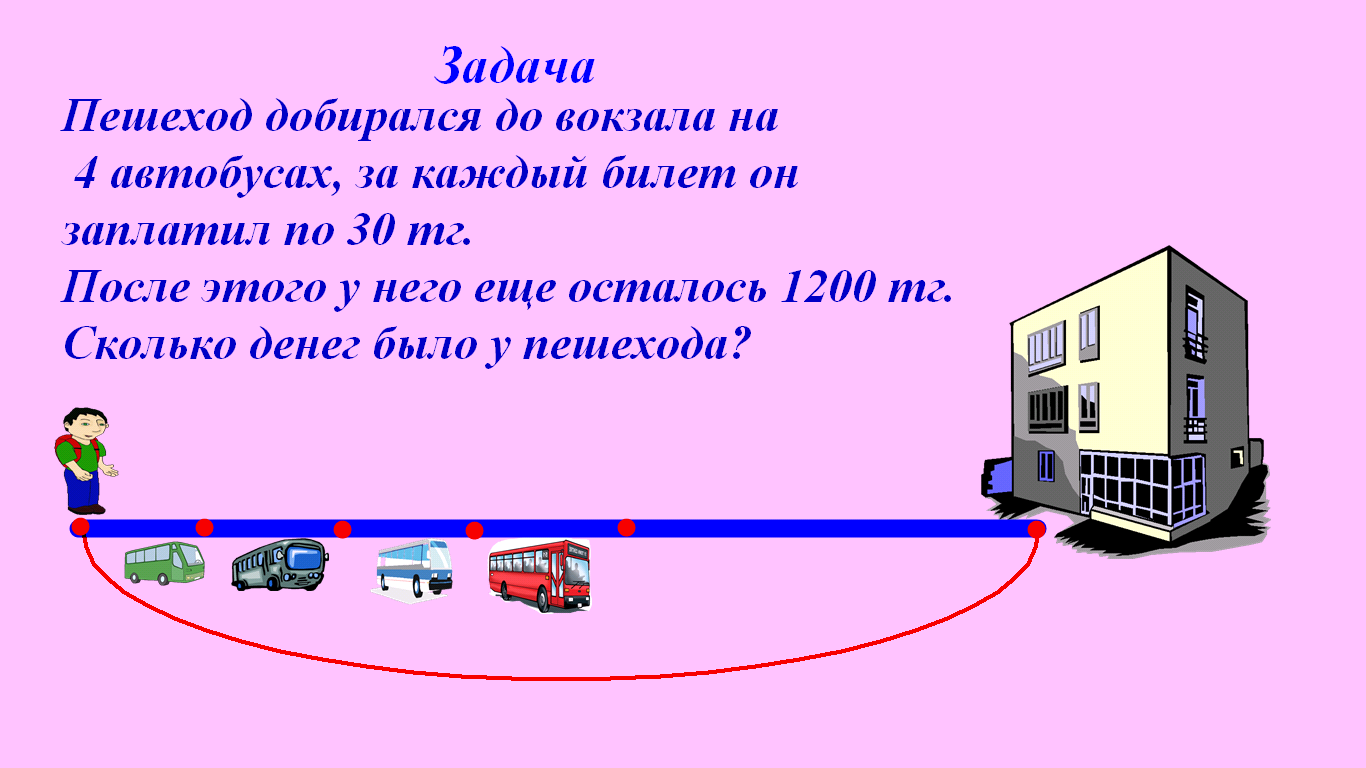 Задача
Пешеход добирался до вокзала на
4 автобусах, за каждый билет он
заплатил по 30 тг.
После этого у него еще осталось 1200 тг.
Сколько денег было у пешехода?